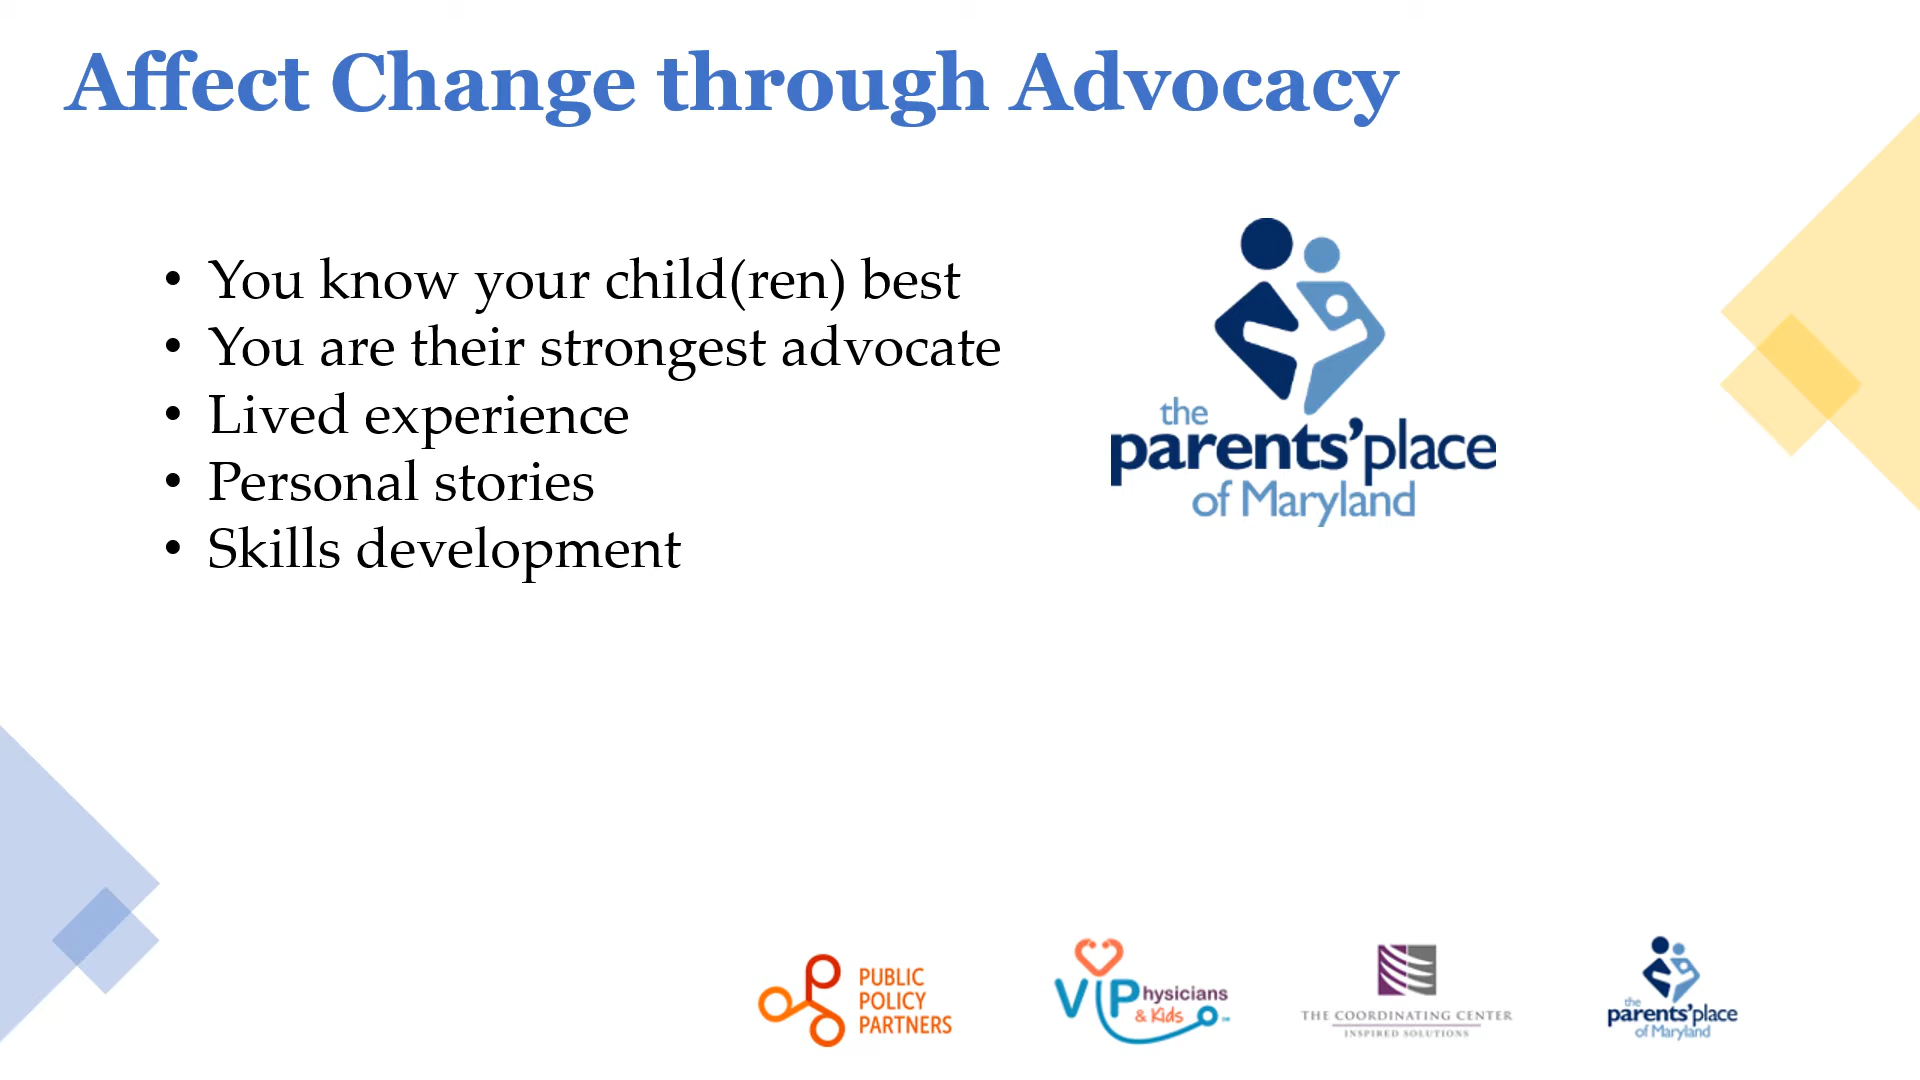 Affect Change through Advocacy
• You know your child(ren) best
• You are their strongest advocate
• Lived experience
• Personal stories
• Skills development
the
parents'place
of Maryland
PUBLIC
POLICY
PARTNERS
VIPhysicians
& Kids
THE COORDINATING CENTER
INSPIRED SOLUTIONS
the
parents'place
of Maryland